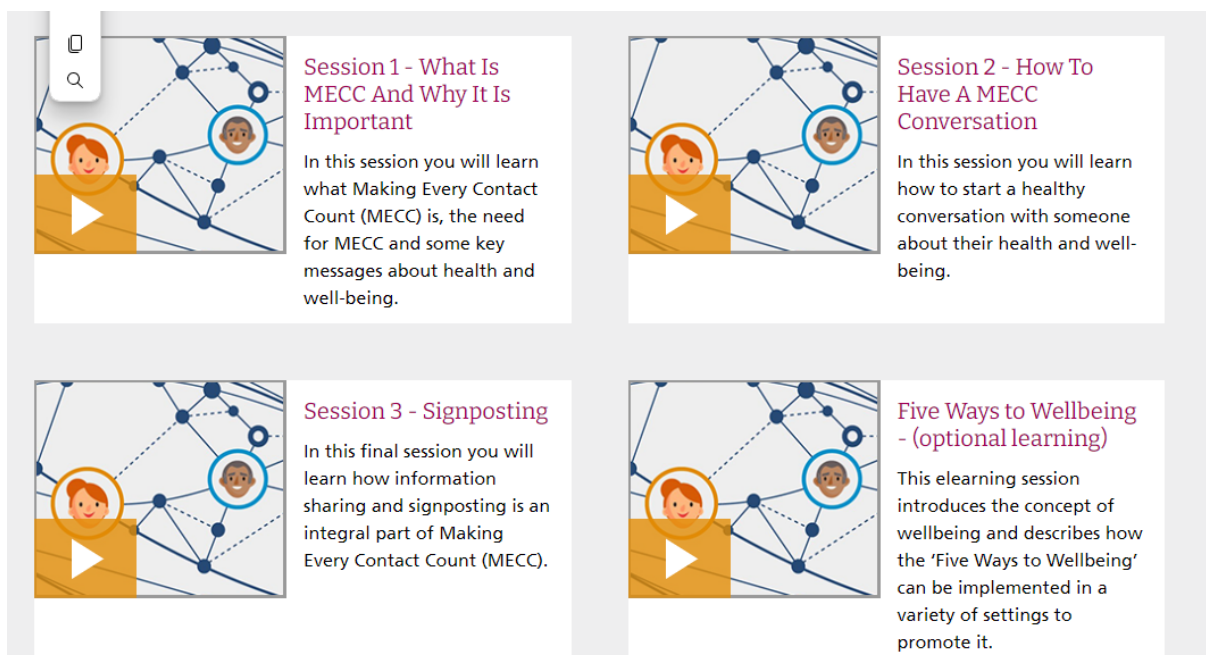 Session 1 - What Is
MECC And Why It Is
Important
In this session you will learn
what Making Every Contact
Count (MECC) is, the need
for MECC and some key
messages about health and
well-being.
Session 2 - How To
Have A MECC
Conversation
In this session you will learn
how to start a healthy
conversation with someone
about their health and well-
being.
Session 3 - Signposting
In this final session you will
learn how information
sharing and signposting is an
integral part of Making
Every Contact Count (MECC).
Five Ways to Wellbeing
- (optional learning)
This elearning session
introduces the concept of
wellbeing and describes how
the ‘Five Ways to Wellbeing’
can be implemented in a
variety of settings to
promote it.